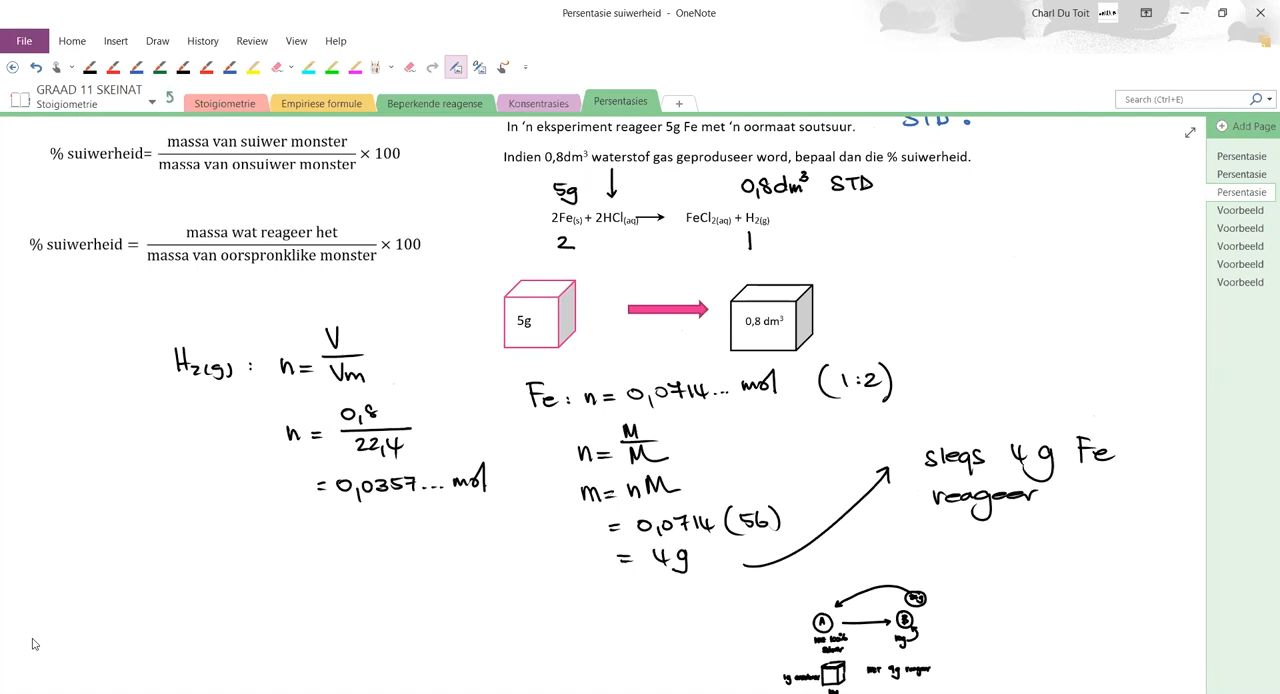 Persentasie suiwerheid - OneNote
Charl Du Toit
File Home Insert Draw History Review View Help
GRAAD 11 SKEINAT
Stoigiometrie
Stoigiometrie Empiriese formule Beperkende reagense Konsentrasies Persentasies +
Search (Ctrl+E)
Add Page
Persentasie
Persentasie
Persentasie
Voorbeeld
Voorbeeld
Voorbeeld
Voorbeeld
Voorbeeld
% suiwerheid= massa van suiwer monster / massa van onsuiwer monster × 100
% suiwerheid = massa wat reageer het / massa van oorspronklike monster × 100
STD.
In 'n eksperiment reageer 5g Fe met 'n oormaat soutsuur.
Indien 0,8dm³ waterstof gas geproduseer word, bepaal dan die % suiwerheid.
5g 0,8dm³ STD
2Fe(s) + 2HCl(aq) → FeCl2(aq) + H2(g)
2 1
5g 0,8 dm³
H2(g) : n = V / Vm
n = 0,8 / 22,4
= 0,0357... mol
Fe : n = 0,0714... mol (1:2)
n = M / M
m = nM
= 0,0714 (56)
= 4g
slegs 4g Fe
reageer
A B